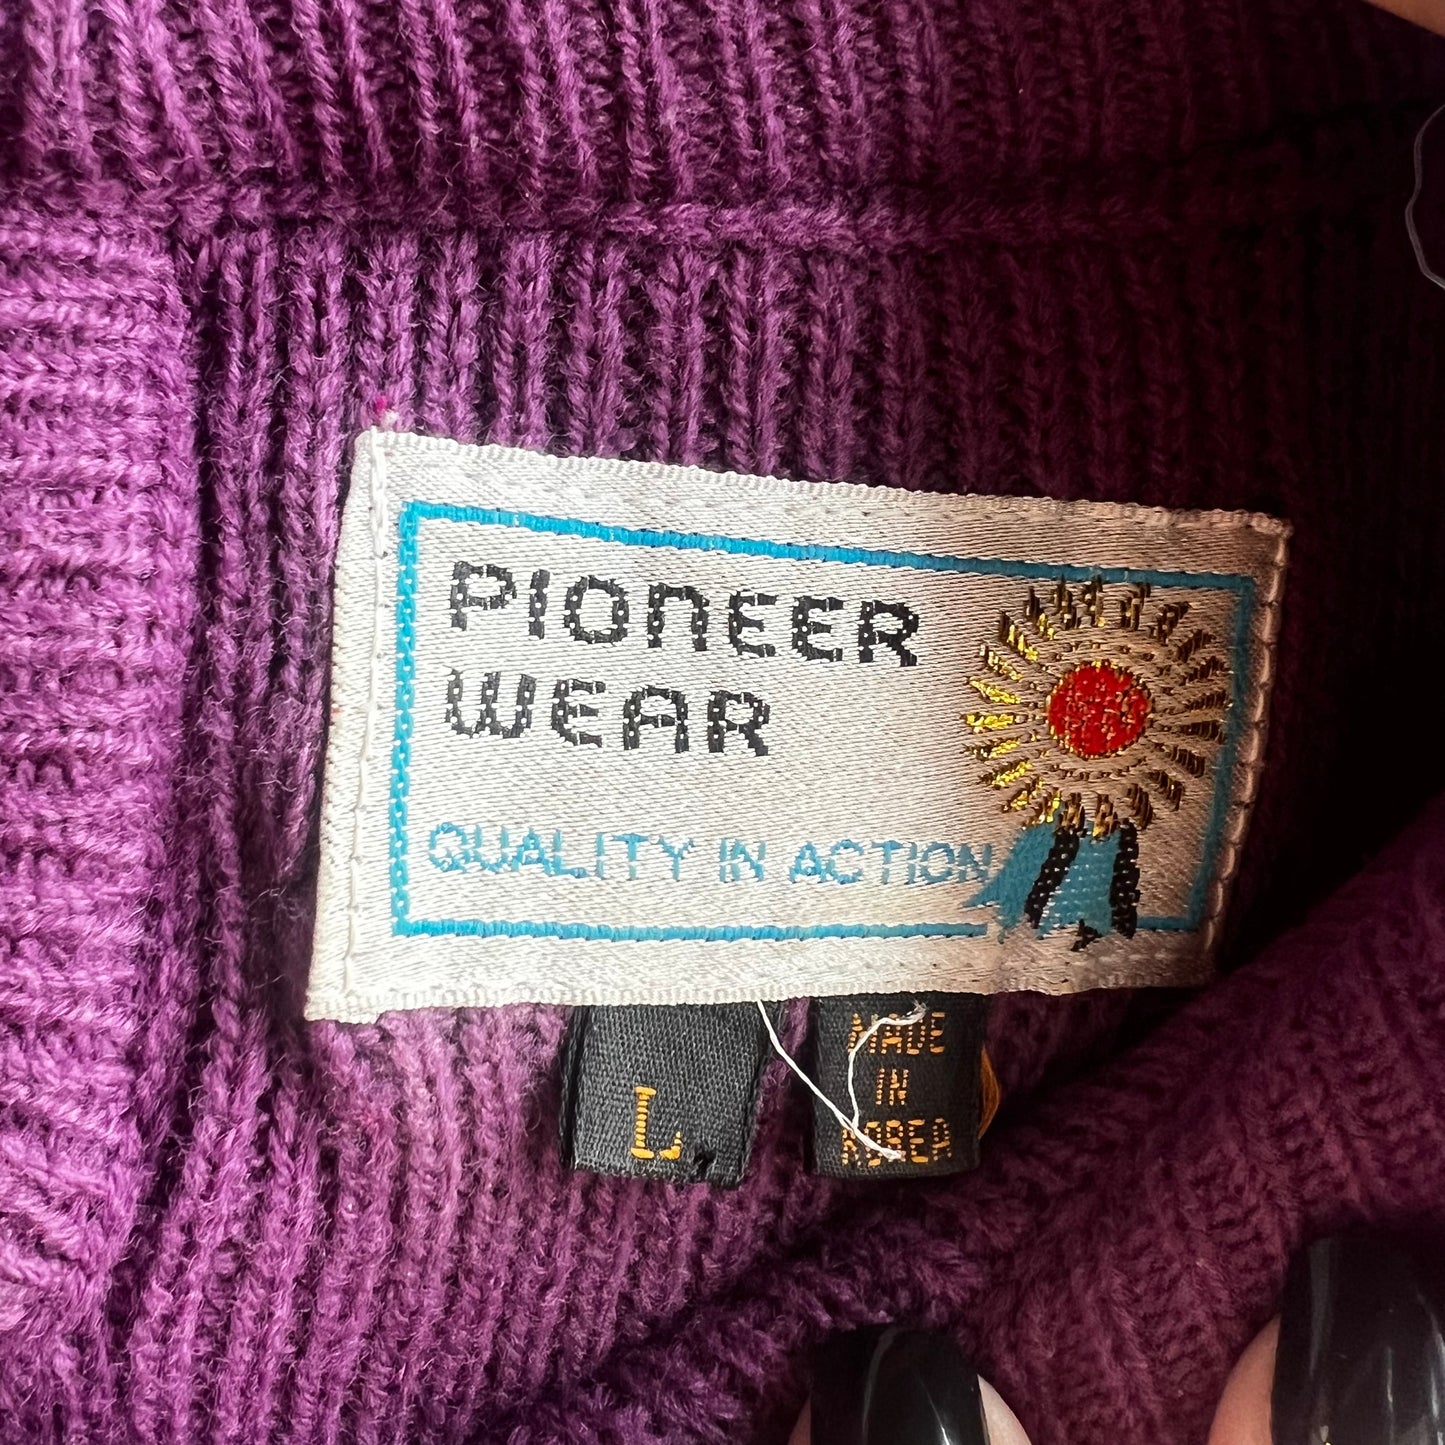 PIONEER
WEAR
QUALITY IN ACTION
L
MADE
IN
KOREA